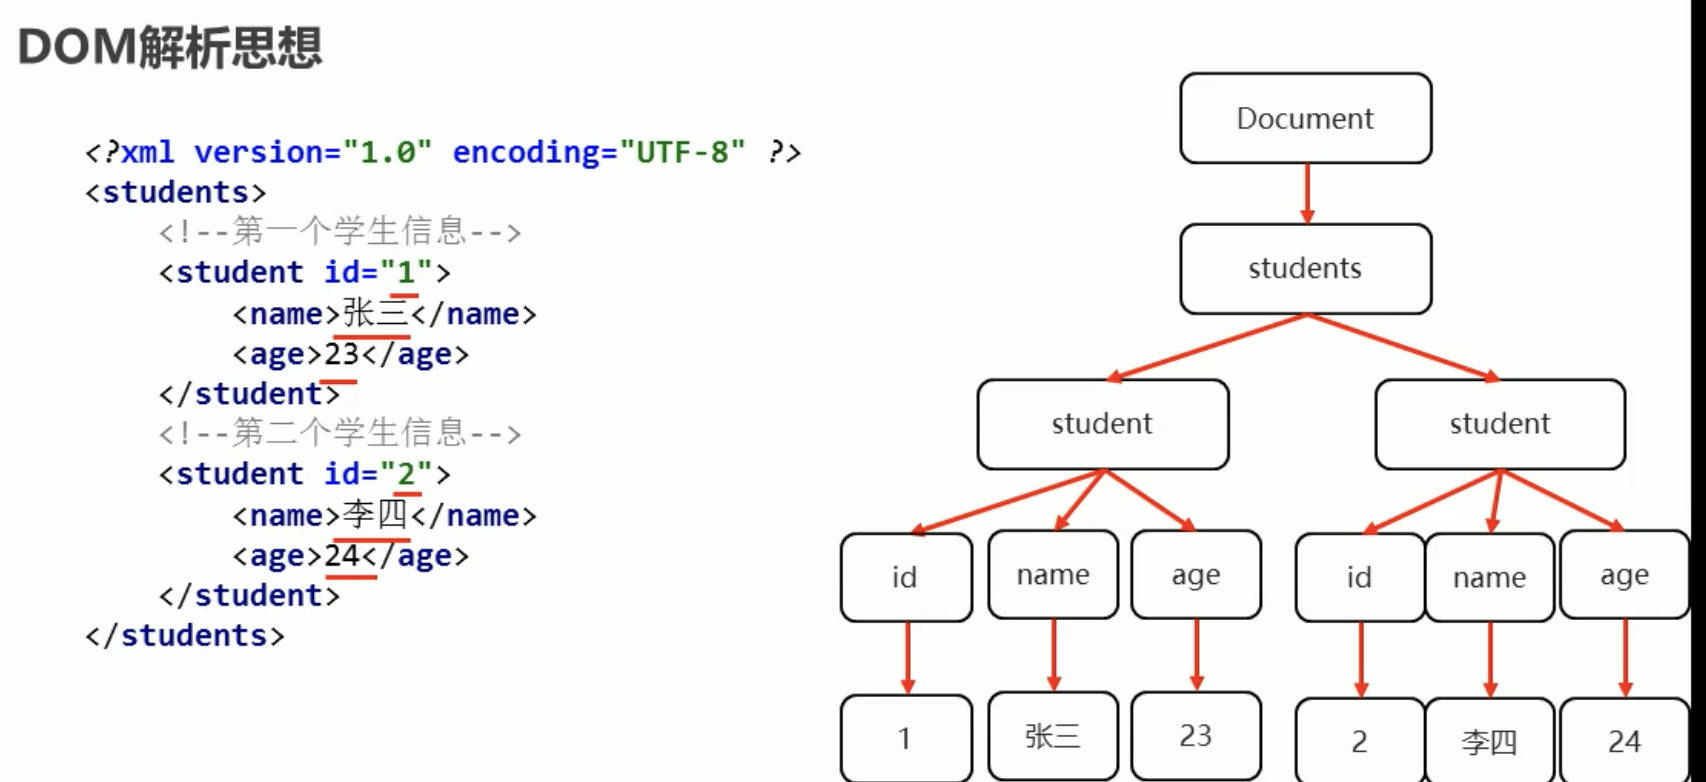 DOM解析思想
<?xml version="1.0" encoding="UTF-8" ?>
<students>
<!--第一个学生信息-->
<student id="1">
<name>张三</name>
<age>23</age>
</student>
<!--第二个学生信息-->
<student id="2">
<name>李四</name>
<age>24</age>
</student>
</students>
Document
students
student student
id name age id name age
1 张三 23 2 李四 24